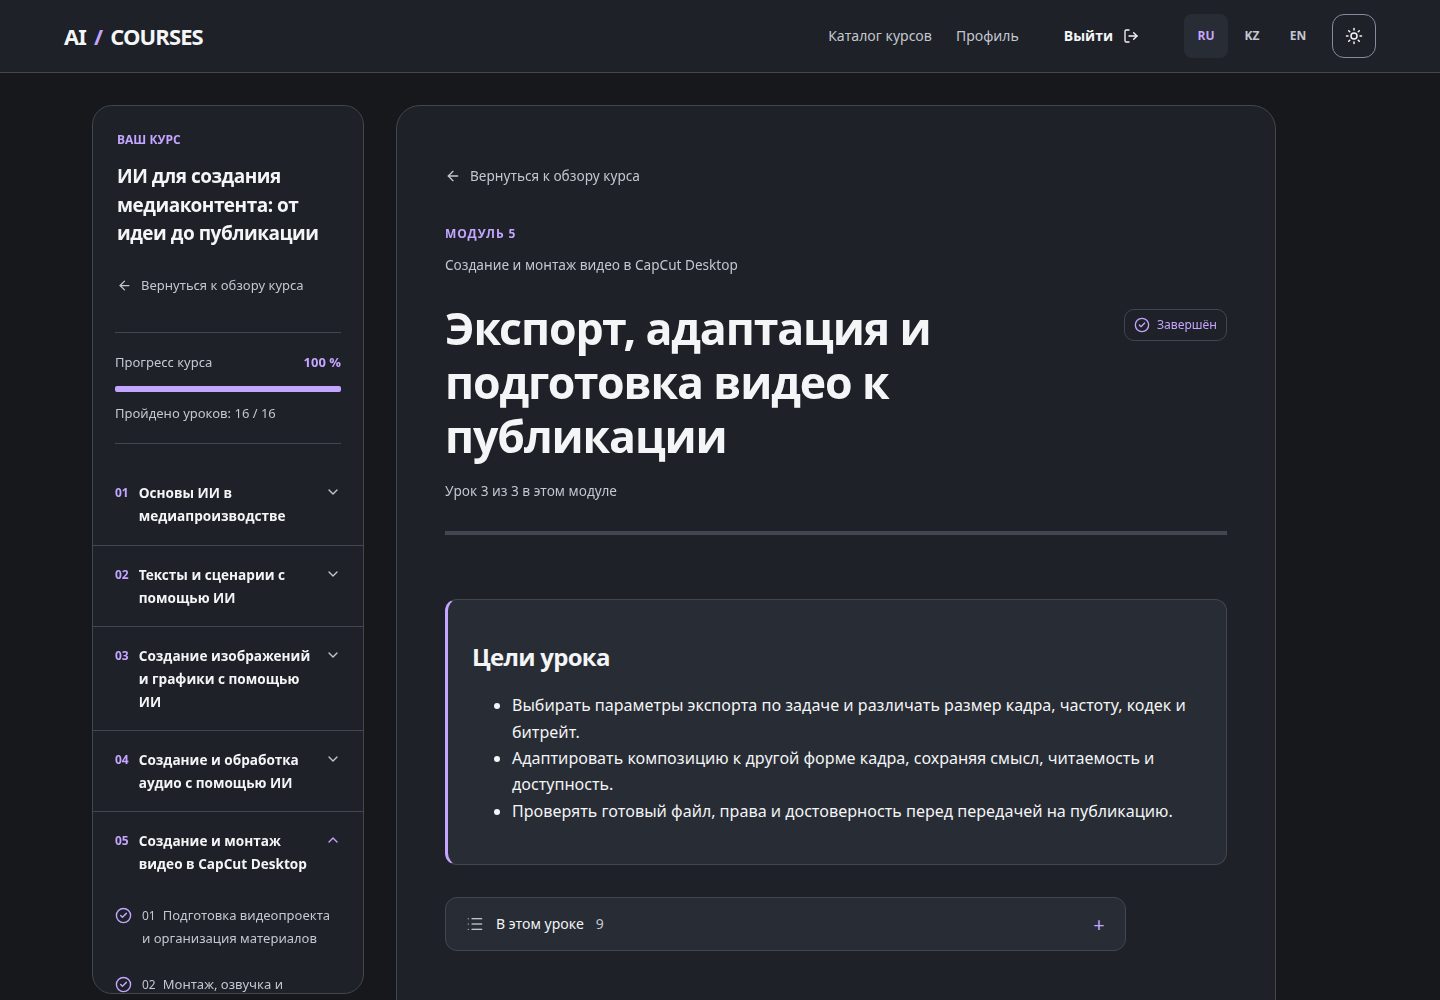 AI / COURSES
Каталог курсов
Профиль
Выйти
RU
KZ
EN
ВАШ КУРС
ИИ для создания
медиаконтента: от
идеи до публикации
Вернуться к обзору курса
Прогресс курса 100 %
Пройдено уроков: 16 / 16
01 Основы ИИ в
медиапроизводстве
02 Тексты и сценарии с
помощью ИИ
03 Создание изображений
и графики с помощью
ИИ
04 Создание и обработка
аудио с помощью ИИ
05 Создание и монтаж
видео в CapCut Desktop
01 Подготовка видеопроекта
и организация материалов
02 Монтаж, озвучка и
Вернуться к обзору курса
МОДУЛЬ 5
Создание и монтаж видео в CapCut Desktop
Экспорт, адаптация и
подготовка видео к
публикации
Завершён
Урок 3 из 3 в этом модуле
Цели урока
Выбирать параметры экспорта по задаче и различать размер кадра, частоту, кодек и
битрейт.
Адаптировать композицию к другой форме кадра, сохраняя смысл, читаемость и
доступность.
Проверять готовый файл, права и достоверность перед передачей на публикацию.
В этом уроке 9 +